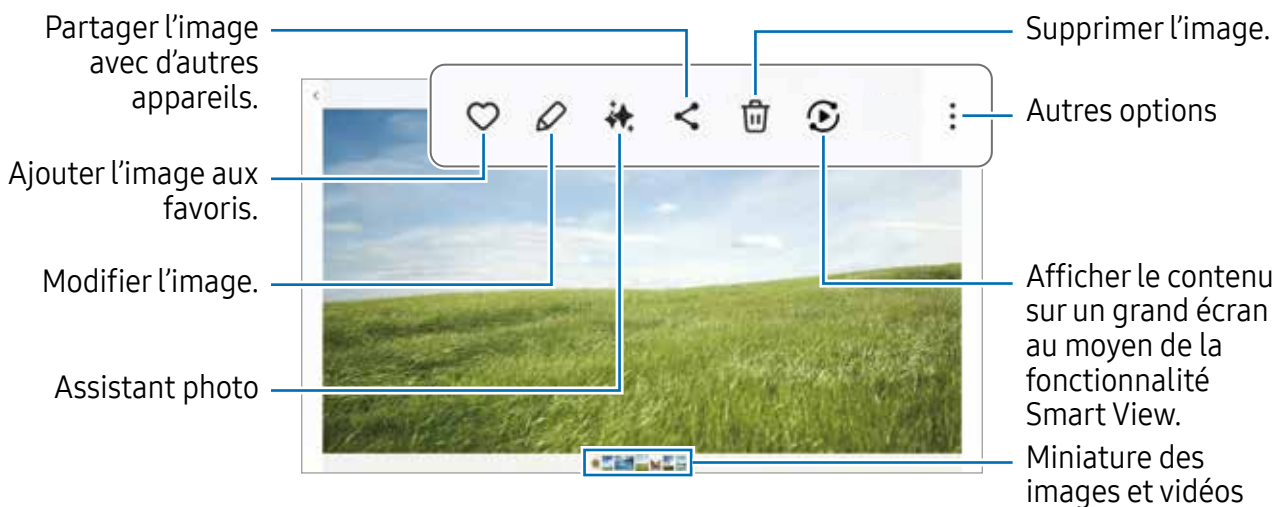 Partager l'image
avec d'autres
appareils.
Ajouter l'image aux
favoris.
Modifier l'image.
Assistant photo
Supprimer l'image.
Autres options
Afficher le contenu
sur un grand écran
au moyen de la
fonctionnalité
Smart View.
Miniature des
images et vidéos